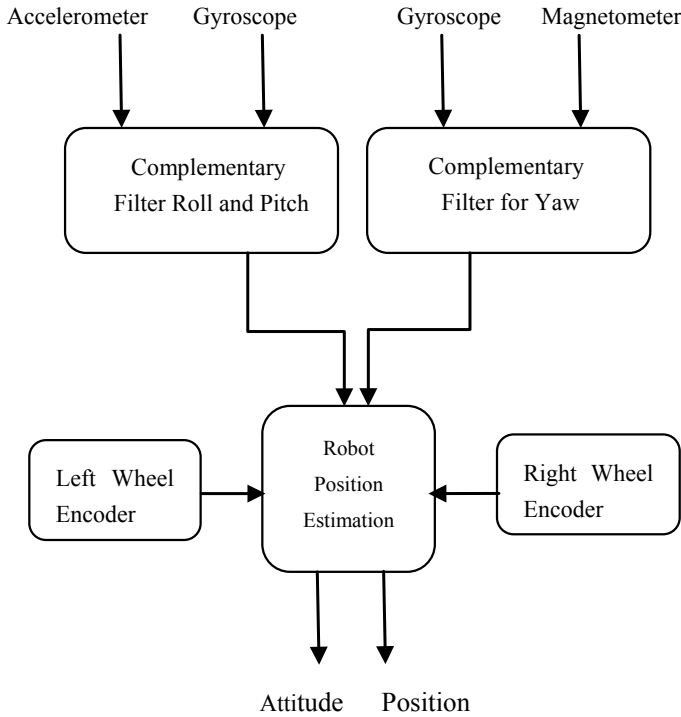 Accelerometer Gyroscope Gyroscope Magnetometer
Complementary
Filter Roll and Pitch
Complementary
Filter for Yaw
Left Wheel
Encoder
Robot
Position
Estimation
Right Wheel
Encoder
Attitude Position